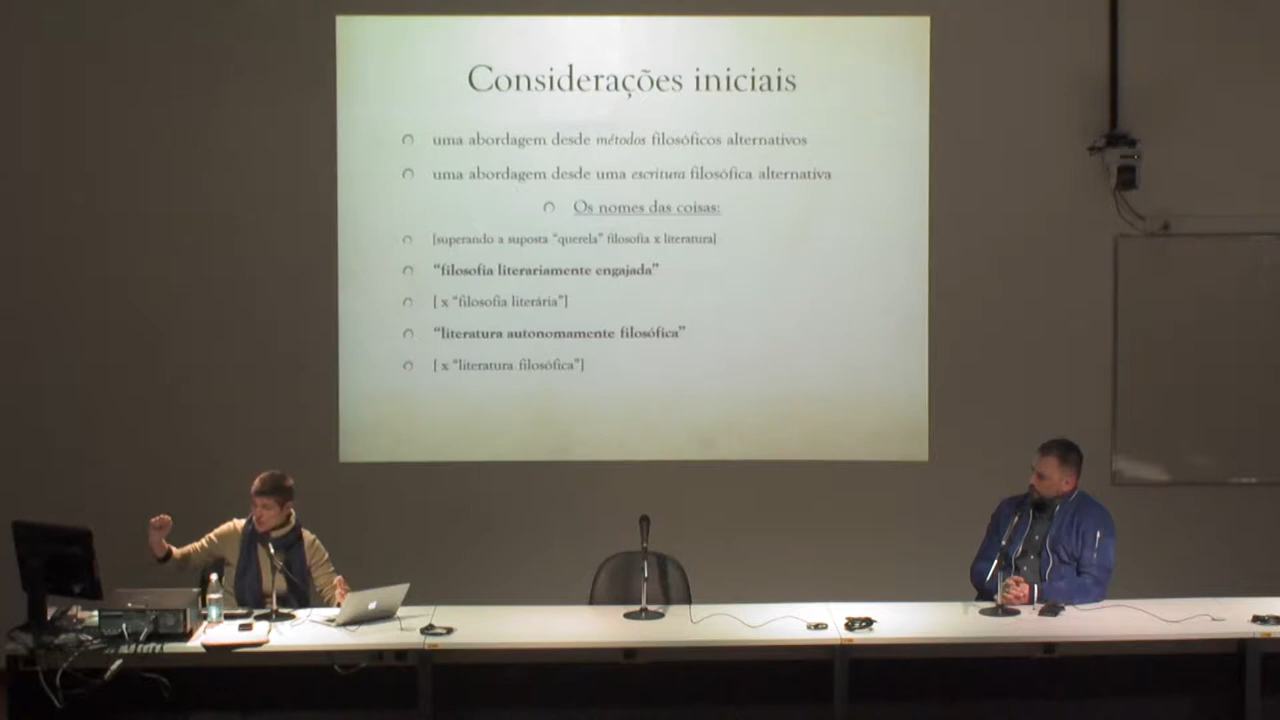 Considerações iniciais
uma abordagem desde métodos filosóficos alternativos
uma abordagem desde uma escritura filosófica alternativa
Os nomes das coisas:
[superando a suposta "querela" filosofia x literatura]
"filosofia literariamente engajada"
[ x "filosofia literária"]
"literatura autonomamente filosófica"
[ x "literatura filosófica"]